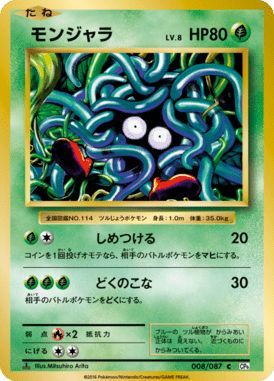 たね
モンジャラ LV.8 HP80
全国図鑑NO.114 ツルじょうポケモン 身長：1.0m 体重：35.0kg
しめつける 20
コインを1回投げオモテなら、相手のバトルポケモンをマヒにする。
どくのこな 30
相手のバトルポケモンをどくにする。
弱点 ×2 抵抗力
にげる
ブルーの ツル植物が からみあい
正体は 見えない。近づくものに
からみついてくる。
Illus.Mitsuhiro Arita 008/087 C
©2016 Pokémon/Nintendo/Creatures/GAME FREAK.